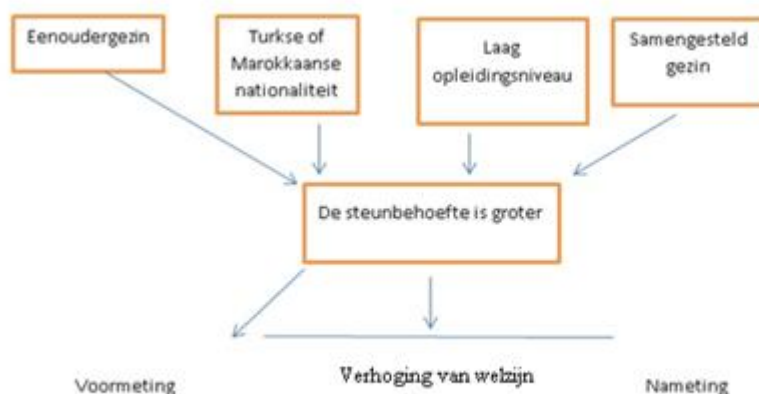 Eenoudergezin
Turkse of
Marokkaanse
nationaliteit
Laag
opleidingsniveau
Samengesteld
gezin
De steunbehoefte is groter
Voormeting
Verhoging van welzijn
Nameting